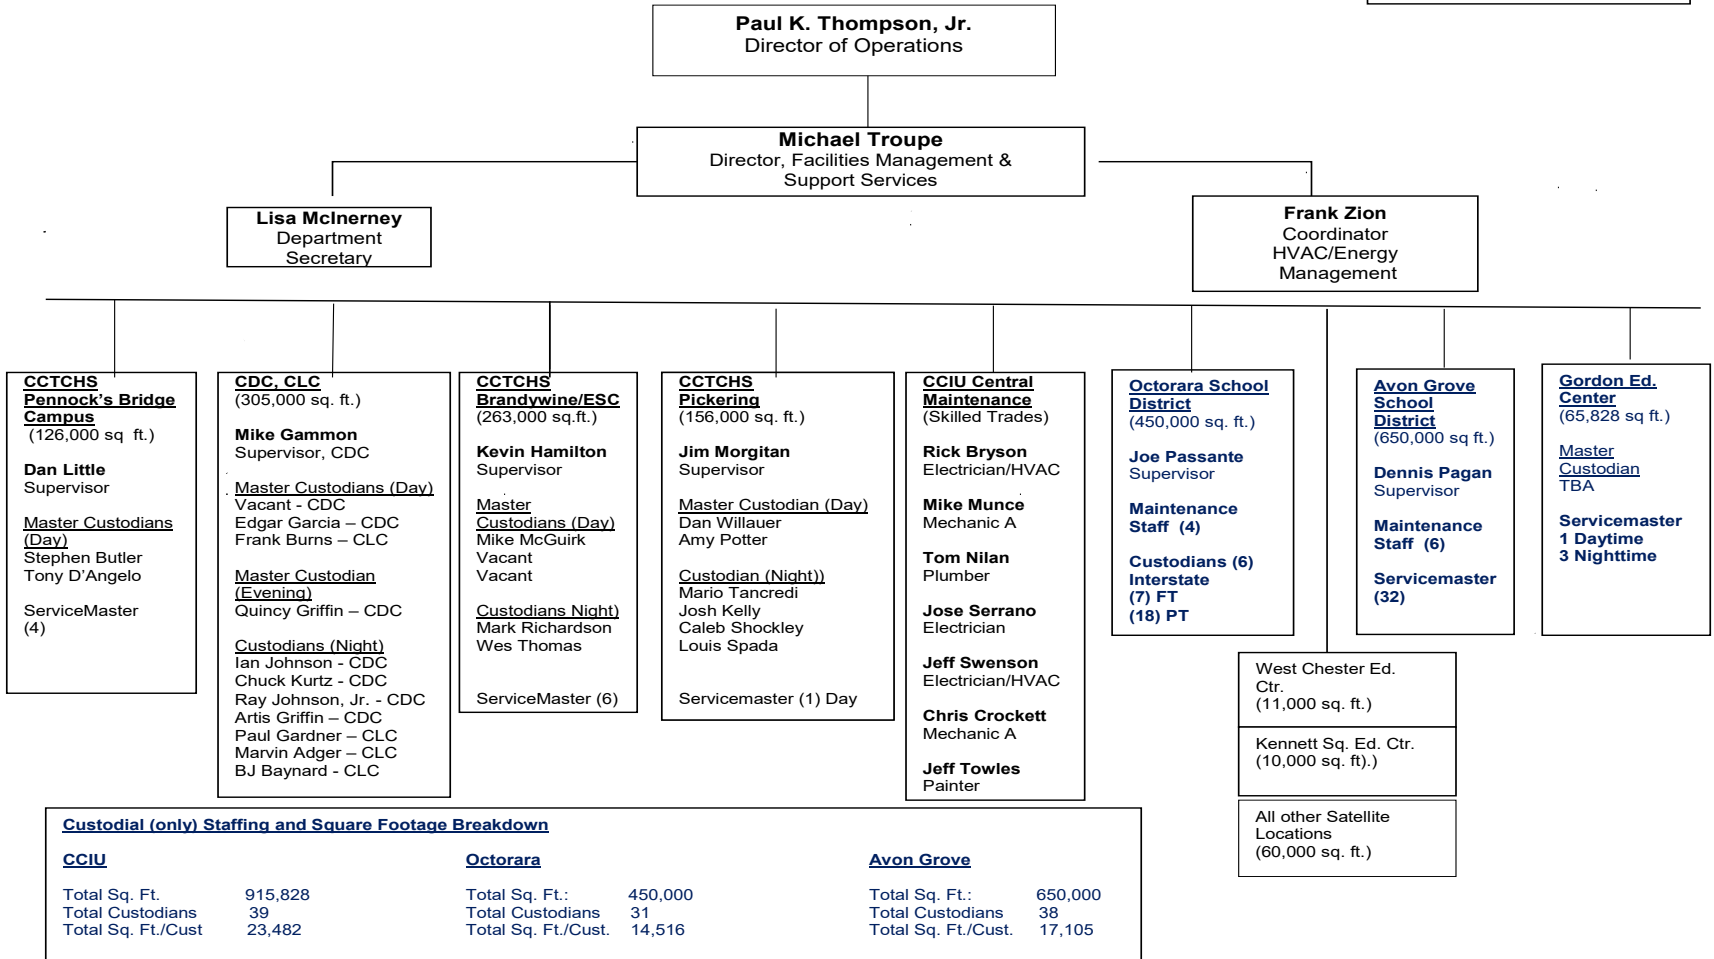 Paul K. Thompson, Jr.
Director of Operations
Michael Troupe
Director, Facilities Management &
Support Services
Lisa McInerney
Department
Secretary
Frank Zion
Coordinator
HVAC/Energy
Management
CCTCHS
Pennock's Bridge
Campus
(126,000 sq  ft.)
Dan Little
Supervisor
Master Custodians
(Day)
Stephen Butler
Tony D'Angelo
ServiceMaster
(4)
CDC, CLC
(305,000 sq. ft.)
Mike Gammon
Supervisor, CDC
Master Custodians (Day)
Vacant - CDC
Edgar Garcia – CDC
Frank Burns – CLC
Master Custodian
(Evening)
Quincy Griffin – CDC
Custodians (Night)
Ian Johnson - CDC
Chuck Kurtz - CDC
Ray Johnson, Jr. - CDC
Artis Griffin – CDC
Paul Gardner – CLC
Marvin Adger – CLC
BJ Baynard - CLC
CCTCHS
Brandywine/ESC
(263,000 sq.ft.)
Kevin Hamilton
Supervisor
Master
Custodians (Day)
Mike McGuirk
Vacant
Vacant
Custodians Night)
Mark Richardson
Wes Thomas
ServiceMaster (6)
CCTCHS
Pickering
(156,000 sq. ft.)
Jim Morgitan
Supervisor
Master Custodian (Day)
Dan Willauer
Amy Potter
Custodian (Night))
Mario Tancredi
Josh Kelly
Caleb Shockley
Louis Spada
Servicemaster (1) Day
CCIU Central
Maintenance
(Skilled Trades)
Rick Bryson
Electrician/HVAC
Mike Munce
Mechanic A
Tom Nilan
Plumber
Jose Serrano
Electrician
Jeff Swenson
Electrician/HVAC
Chris Crockett
Mechanic A
Jeff Towles
Painter
Octorara School
District
(450,000 sq. ft.)
Joe Passante
Supervisor
Maintenance
Staff  (4)
Custodians (6)
Interstate
(7) FT
(18) PT
Avon Grove
School
District
(650,000 sq ft.)
Dennis Pagan
Supervisor
Maintenance
Staff  (6)
Servicemaster
(32)
Gordon Ed.
Center
(65,828 sq ft.)
Master
Custodian
TBA
Servicemaster
1 Daytime
3 Nighttime
West Chester Ed.
Ctr.
(11,000 sq. ft.)
Kennett Sq. Ed. Ctr.
(10,000 sq. ft).)
All other Satellite
Locations
(60,000 sq. ft.)
Custodial (only) Staffing and Square Footage Breakdown
CCIU Octorara Avon Grove
Total Sq. Ft. 915,828 Total Sq. Ft.: 450,000 Total Sq. Ft.: 650,000
Total Custodians 39 Total Custodians 31 Total Custodians 38
Total Sq. Ft./Cust 23,482 Total Sq. Ft./Cust. 14,516 Total Sq. Ft./Cust. 17,105